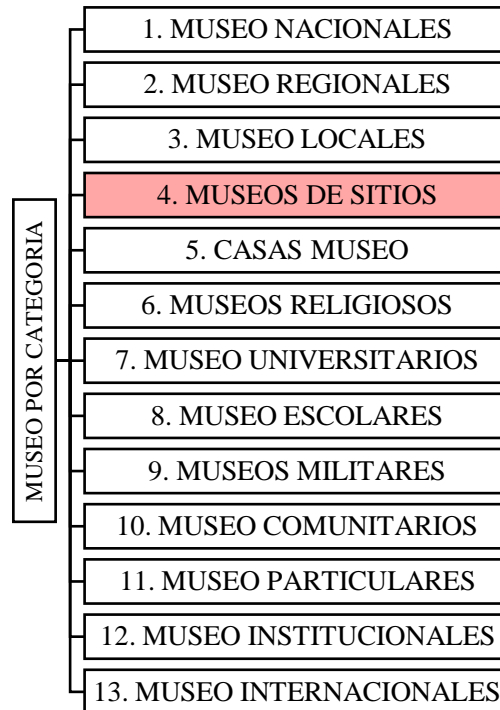 MUSEO POR CATEGORIA
1. MUSEO NACIONALES
2. MUSEO REGIONALES
3. MUSEO LOCALES
4. MUSEOS DE SITIOS
5. CASAS MUSEO
6. MUSEOS RELIGIOSOS
7. MUSEO UNIVERSITARIOS
8. MUSEO ESCOLARES
9. MUSEOS MILITARES
10. MUSEO COMUNITARIOS
11. MUSEO PARTICULARES
12. MUSEO INSTITUCIONALES
13. MUSEO INTERNACIONALES